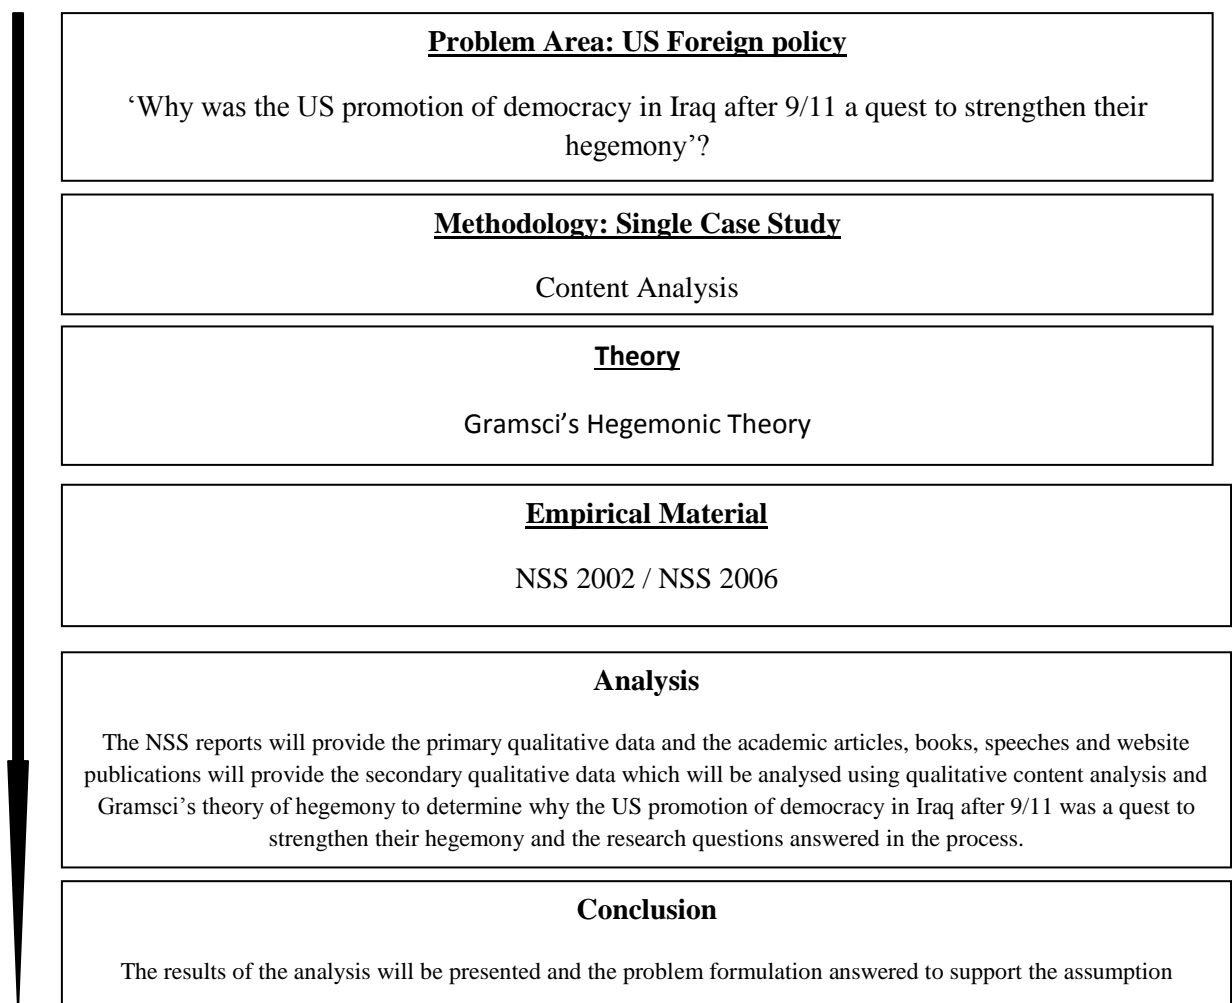 Problem Area: US Foreign policy
‘Why was the US promotion of democracy in Iraq after 9/11 a quest to strengthen their
hegemony’?
Methodology: Single Case Study
Content Analysis
Theory
Gramsci’s Hegemonic Theory
Empirical Material
NSS 2002 / NSS 2006
Analysis
The NSS reports will provide the primary qualitative data and the academic articles, books, speeches and website
publications will provide the secondary qualitative data which will be analysed using qualitative content analysis and
Gramsci’s theory of hegemony to determine why the US promotion of democracy in Iraq after 9/11 was a quest to
strengthen their hegemony and the research questions answered in the process.
Conclusion
The results of the analysis will be presented and the problem formulation answered to support the assumption